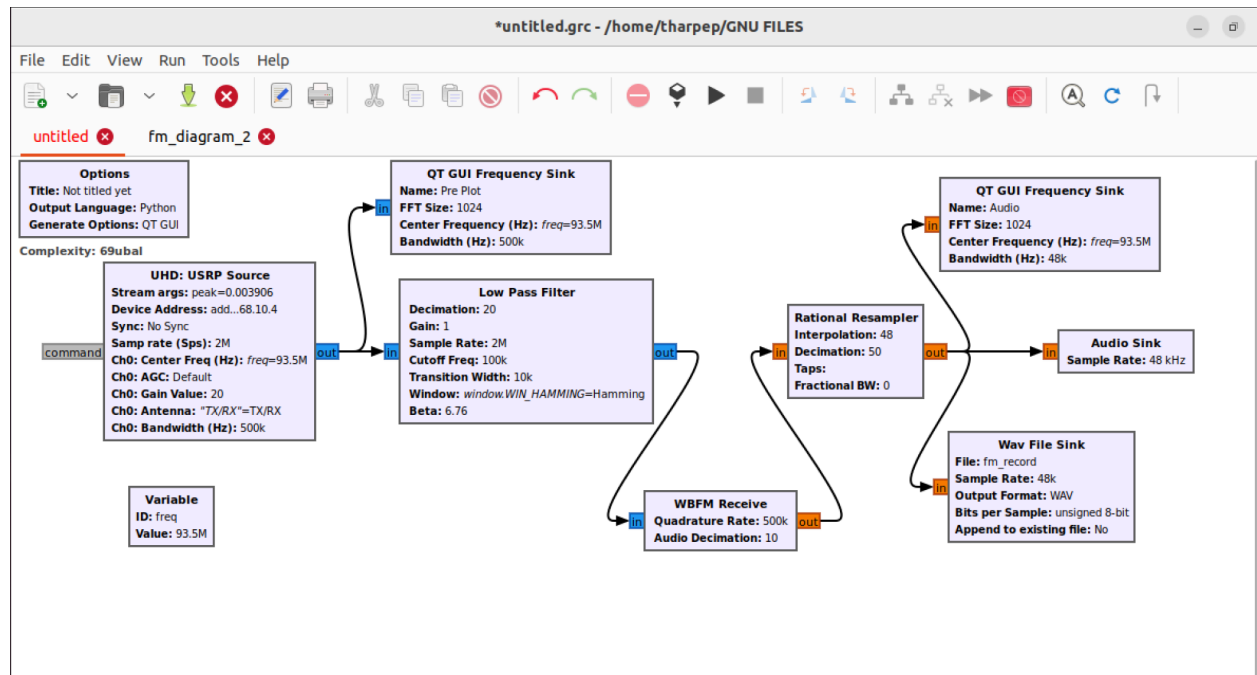 *untitled.grc - /home/tharpep/GNU FILES
File Edit View Run Tools Help
untitled fm_diagram_2
Options
Title: Not titled yet
Output Language: Python
Generate Options: QT GUI
Complexity: 69ubal
UHD: USRP Source
Stream args: peak=0.003906
Device Address: add...68.10.4
Sync: No Sync
Samp rate (Sps): 2M
Ch0: Center Freq (Hz): freq=93.5M
Ch0: AGC: Default
Ch0: Gain Value: 20
Ch0: Antenna: "TX/RX"=TX/RX
Ch0: Bandwidth (Hz): 500k
command
out
Variable
ID: freq
Value: 93.5M
QT GUI Frequency Sink
Name: Pre Plot
FFT Size: 1024
Center Frequency (Hz): freq=93.5M
Bandwidth (Hz): 500k
in
Low Pass Filter
Decimation: 20
Gain: 1
Sample Rate: 2M
Cutoff Freq: 100k
Transition Width: 10k
Window: window.WIN_HAMMING=Hamming
Beta: 6.76
in
out
WBFM Receive
Quadrature Rate: 500k
Audio Decimation: 10
in
out
Rational Resampler
Interpolation: 48
Decimation: 50
Taps:
Fractional BW: 0
in
out
QT GUI Frequency Sink
Name: Audio
FFT Size: 1024
Center Frequency (Hz): freq=93.5M
Bandwidth (Hz): 48k
in
Audio Sink
Sample Rate: 48 kHz
in
Wav File Sink
File: fm_record
Sample Rate: 48k
Output Format: WAV
Bits per Sample: unsigned 8-bit
Append to existing file: No
in